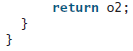 return o2;
}
}